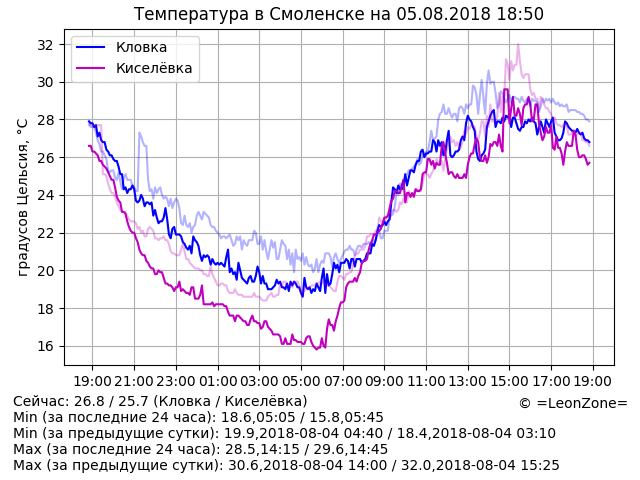 Температура в Смоленске на 05.08.2018 18:50
Кловка
Киселёвка
градусов Цельсия, °C
32
30
28
26
24
22
20
18
16
19:00 21:00 23:00 01:00 03:00 05:00 07:00 09:00 11:00 13:00 15:00 17:00 19:00
Сейчас: 26.8 / 25.7 (Кловка / Киселёвка)
© =LeonZone=
Min (за последние 24 часа): 18.6,05:05 / 15.8,05:45
Min (за предыдущие сутки): 19.9,2018-08-04 04:40 / 18.4,2018-08-04 03:10
Max (за последние 24 часа): 28.5,14:15 / 29.6,14:45
Max (за предыдущие сутки): 30.6,2018-08-04 14:00 / 32.0,2018-08-04 15:25